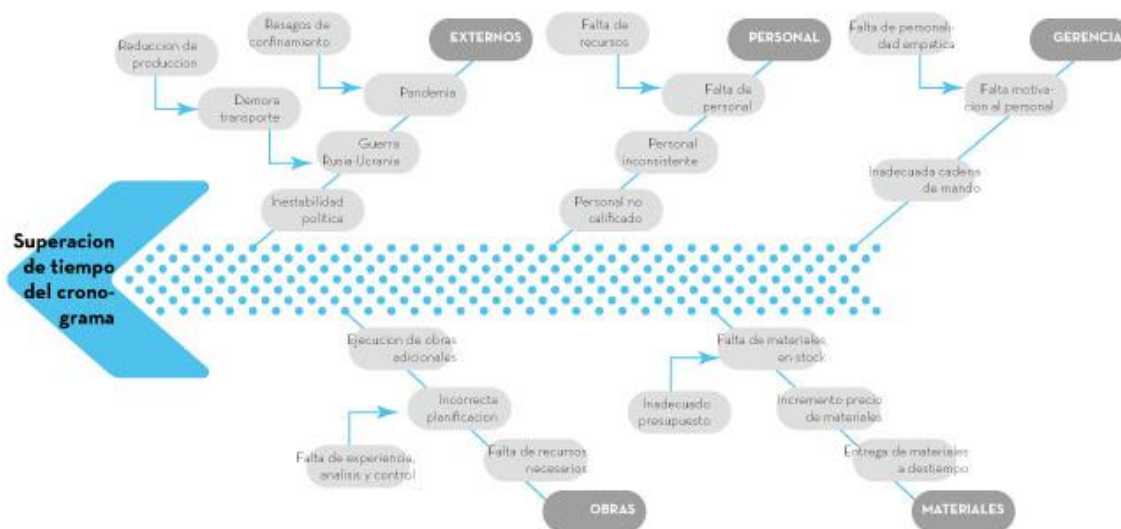 Rasagos de
confinamiento
EXTERNOS
Falta de
recursos
PERSONAL
Falta de personali-
dad empatica
GERENCIA
Reduccion de
produccion
Pandemia
Falta de
personal
Falta motiva-
cion al personal
Demora
transporte
Guerra
Rusia-Ucrania
Personal
inconsistente
Inadecuada cadena
de mando
Inestabilidad
politica
Personal no
calificado
Superacion
de tiempo
del crono-
grama
Ejecucion de obras
adicionales
Falta de materiales
en stock
Incorrecta
planificacion
Inadecuado
presupuesto
Incremento precio
de materiales
Falta de experiencia,
analisis y control
Falta de recursos
necesarios
Entrega de materiales
a destiempo
OBRAS
MATERIALES